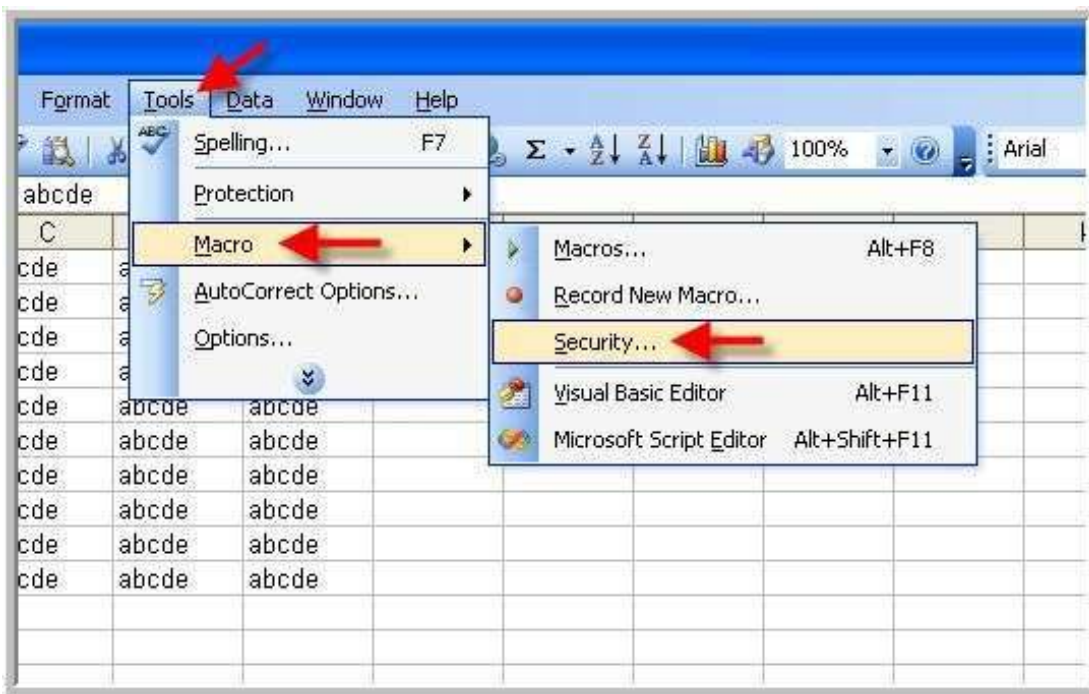 Format Tools Data Window Help
ABC Spelling... F7
Σ A Z Z A 100% Arial
abcde
Protection
C
Macro
Macros... Alt+F8
cde
AutoCorrect Options...
Record New Macro...
cde
cde
Options...
Security...
cde
cde abcde abcde
Visual Basic Editor Alt+F11
cde abcde abcde
Microsoft Script Editor Alt+Shift+F11
cde abcde abcde
cde abcde abcde
cde abcde abcde
cde abcde abcde